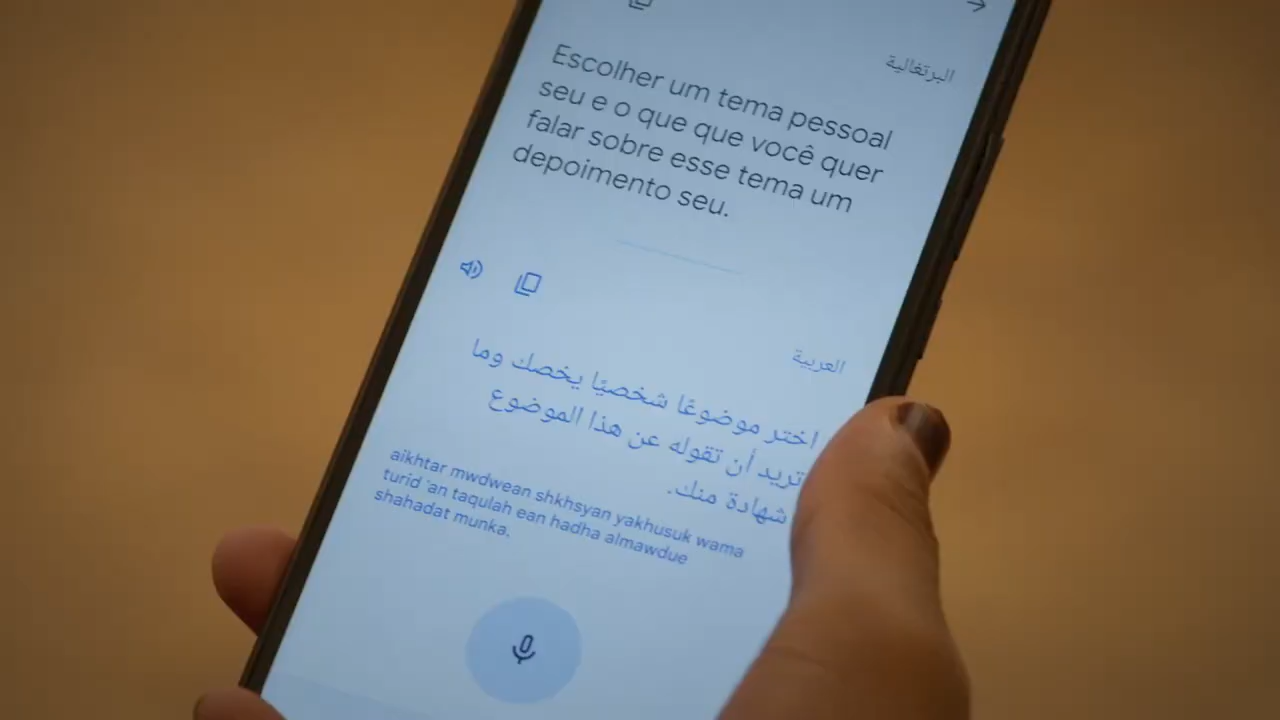 البرتغالية
Escolher um tema pessoal
seu e o que que você quer
falar sobre esse tema um
depoimento seu.
العربية
اختر موضوعًا شخصيًا يخصك وما
تريد أن تقوله عن هذا الموضوع
شهادة منك.
aikhtar mwdwean shkhsyan yakhusuk wama
turid 'an taqulah ean hadha almawdue
shahadat munka.